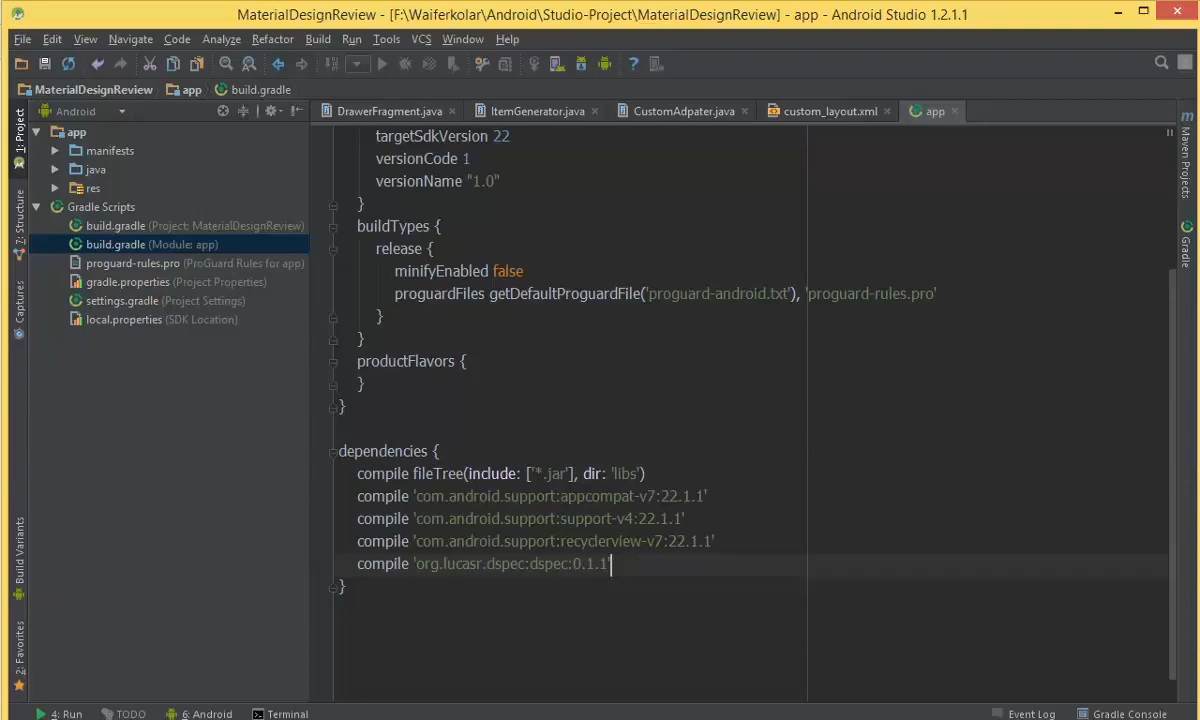 MaterialDesignReview - [F:\Waiferkolar\Android\Studio-Project\MaterialDesignReview] - app - Android Studio 1.2.1.1
File Edit View Navigate Code Analyze Refactor Build Run Tools VCS Window Help
MaterialDesignReview app build.gradle
Android
DrawerFragment.java ItemGenerator.java CustomAdpater.java custom_layout.xml app
1: Project
7: Structure
Captures
Build Variants
2: Favorites
app
manifests
java
res
Gradle Scripts
build.gradle (Project: MaterialDesignReview)
build.gradle (Module: app)
proguard-rules.pro (ProGuard Rules for app)
gradle.properties (Project Properties)
settings.gradle (Project Settings)
local.properties (SDK Location)
targetSdkVersion 22
versionCode 1
versionName "1.0"
}
buildTypes {
release {
minifyEnabled false
proguardFiles getDefaultProguardFile('proguard-android.txt'), 'proguard-rules.pro'
}
}
productFlavors {
}
}
dependencies {
compile fileTree(include: ['*.jar'], dir: 'libs')
compile 'com.android.support:appcompat-v7:22.1.1'
compile 'com.android.support:support-v4:22.1.1'
compile 'com.android.support:recyclerview-v7:22.1.1'
compile 'org.lucasr.dspec:dspec:0.1.1'
}
Maven Projects
Gradle
4: Run TODO 6: Android Terminal Event Log Gradle Console